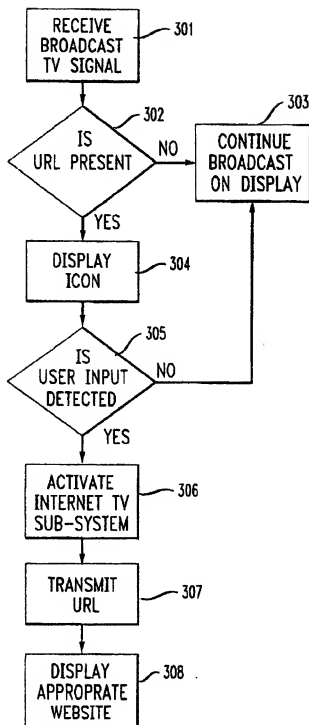 RECEIVE
BROADCAST
TV SIGNAL
301
302
IS
URL PRESENT
NO
303
CONTINUE
BROADCAST
ON DISPLAY
YES
DISPLAY
ICON
304
305
IS
USER INPUT
DETECTED
NO
YES
ACTIVATE
INTERNET TV
SUB-SYSTEM
306
TRANSMIT
URL
307
DISPLAY
APPROPRATE
WEBSITE
308